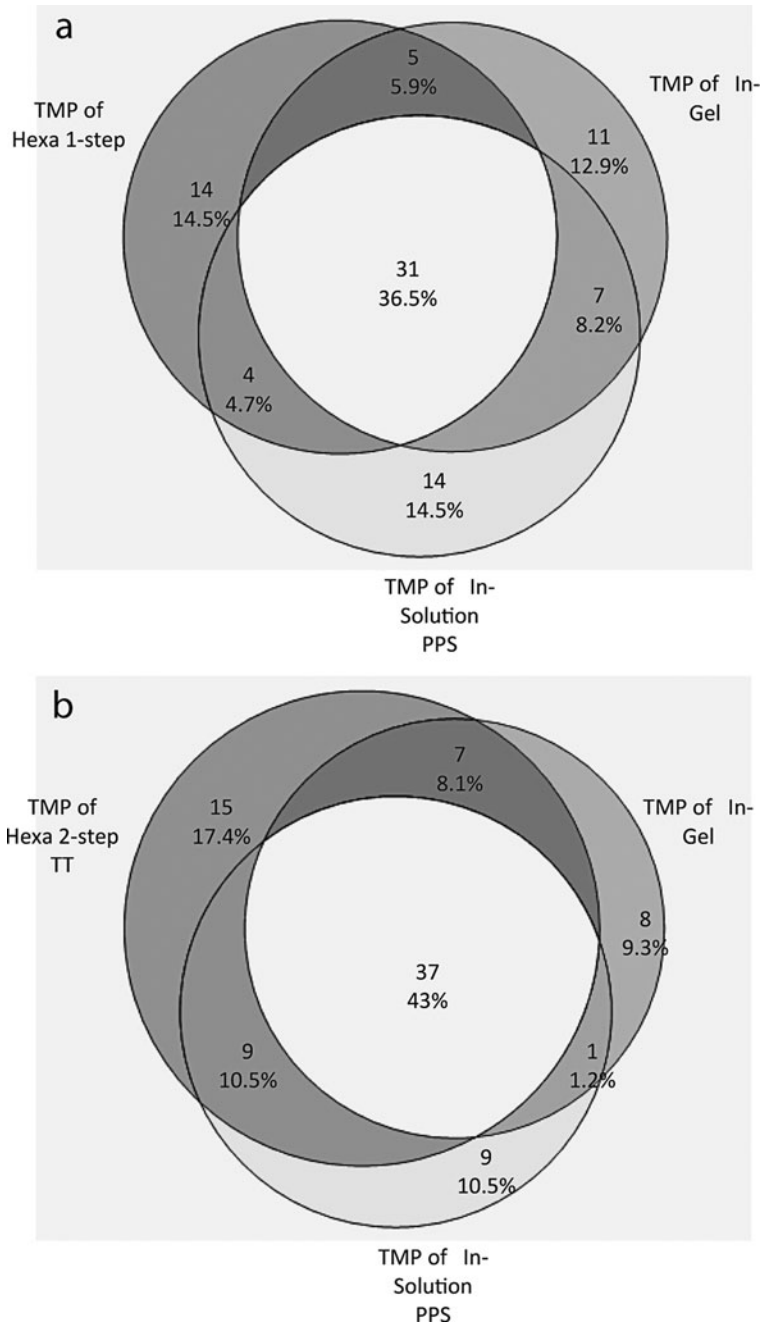 a
5
5.9%
TMP of
Hexa 1-step
TMP of In-
Gel
11
12.9%
14
14.5%
31
36.5%
7
8.2%
4
4.7%
14
14.5%
TMP of In-
Solution
PPS
b
7
8.1%
TMP of
Hexa 2-step
TT
15
17.4%
TMP of In-
Gel
8
9.3%
37
43%
9
10.5%
1
1.2%
9
10.5%
TMP of In-
Solution
PPS